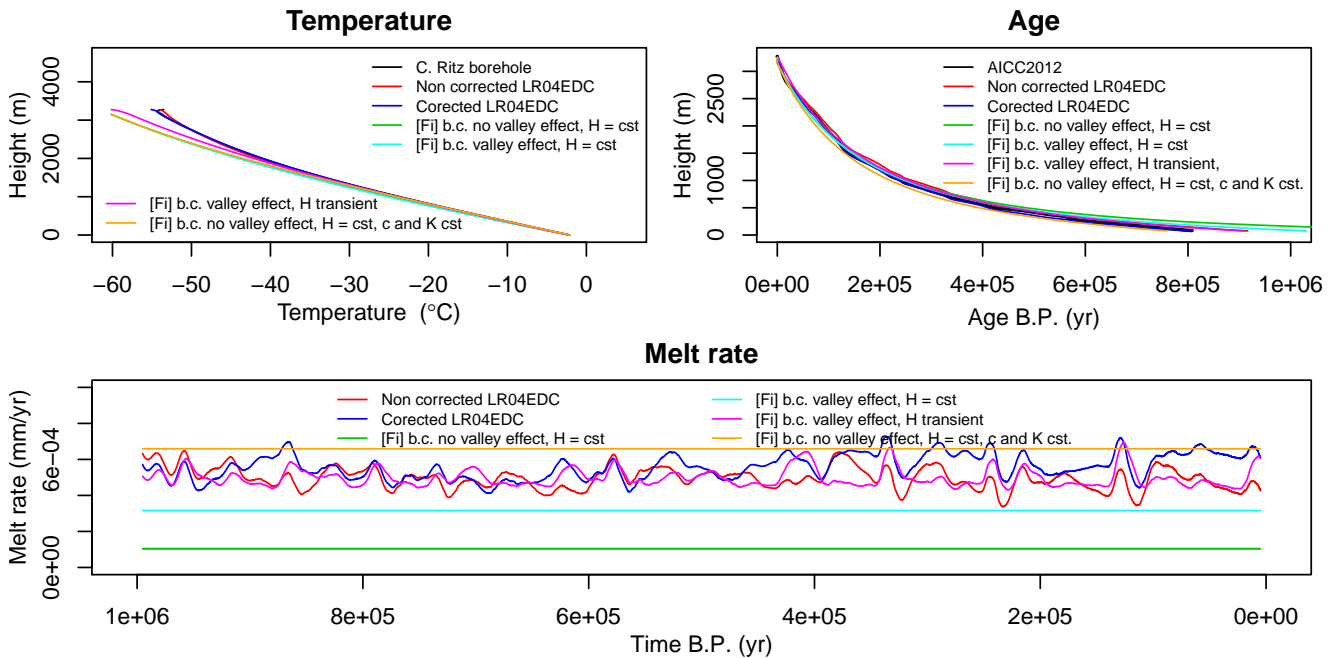 Temperature
Height (m)
0 2000 4000
C. Ritz borehole
Non corrected LR04EDC
Corected LR04EDC
[Fi] b.c. no valley effect, H = cst
[Fi] b.c. valley effect, H = cst
[Fi] b.c. valley effect, H transient
[Fi] b.c. no valley effect, H = cst, c and K cst
−60 −50 −40 −30 −20 −10 0
Temperature (°C)
Age
Height (m)
0 1000 2500
AICC2012
Non corrected LR04EDC
Corected LR04EDC
[Fi] b.c. no valley effect, H = cst
[Fi] b.c. valley effect, H = cst
[Fi] b.c. valley effect, H transient,
[Fi] b.c. no valley effect, H = cst, c and K cst.
0e+00 2e+05 4e+05 6e+05 8e+05 1e+06
Age B.P. (yr)
Melt rate
Melt rate (mm/yr)
0e+00 6e−04
Non corrected LR04EDC
Corected LR04EDC
[Fi] b.c. no valley effect, H = cst
[Fi] b.c. valley effect, H = cst
[Fi] b.c. valley effect, H transient
[Fi] b.c. no valley effect, H = cst, c and K cst.
1e+06 8e+05 6e+05 4e+05 2e+05 0e+00
Time B.P. (yr)